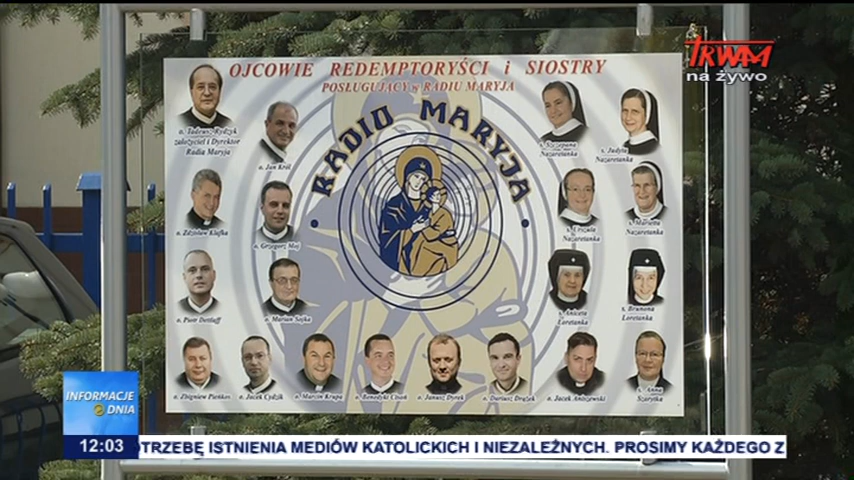 TRWAM
na żywo
OJCOWIE REDEMPTORYŚCI i SIOSTRY
POSŁUGUJĄCY w RADIU MARYJA
RADIO MARYJA
o. Tadeusz Rydzyk
założyciel i Dyrektor
Radia Maryja
o. Jan Król
s. Szczepana
Nazaretanka
s. Judyta
Nazaretanka
o. Zdzisław Klafka
o. Grzegorz Moj
s. Urszula
Nazaretanka
s. Marietta
Nazaretanka
o. Piotr Dettlaff
o. Marian Sojka
s. Aniceta
Loretanka
s. Brunona
Loretanka
o. Zbigniew Pieńkos
o. Jacek Cydzik
o. Marcin Krupa
o. Benedykt Cisoń
o. Janusz Dyrek
o. Dariusz Drążek
o. Jacek
s. Anna
Szarytka
INFORMACJE
DNIA
12:03
OTRZEBĘ ISTNIENIA MEDIÓW KATOLICKICH I NIEZALEŻNYCH. PROSIMY KAŻDEGO Z